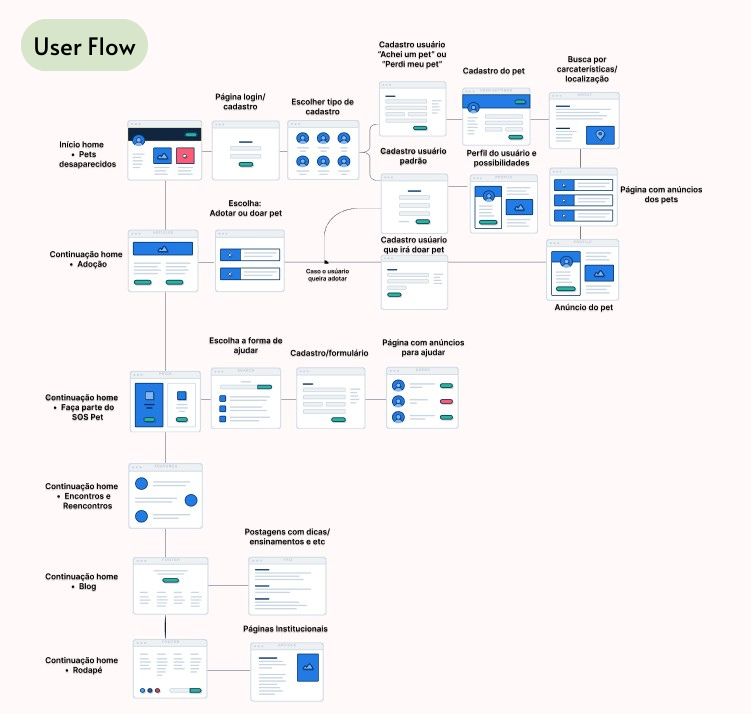 User Flow
Cadastro usuário
"Achei um pet" ou
"Perdi meu pet"
Cadastro do pet
Busca por
carcaterísticas/
localização
Página login/
cadastro
Escolher tipo de
cadastro
Início home
• Pets
desaparecidos
Cadastro usuário
padrão
Perfil do usuário e
possibilidades
Página com anúncios
dos pets
Escolha:
Adotar ou doar pet
Continuação home
• Adoção
Caso o usúario
queira adotar
Cadastro usúario
que irá doar pet
Anúncio do pet
Escolha a forma de
ajudar
Cadastro/formulário
Página com anúncios
para ajudar
Continuação home
• Faça parte do
SOS Pet
Continuação home
• Encontros e
Reencontros
Postagens com dicas/
ensinamentos e etc
Continuação home
• Blog
Páginas Institucionais
Continuação home
• Rodapé